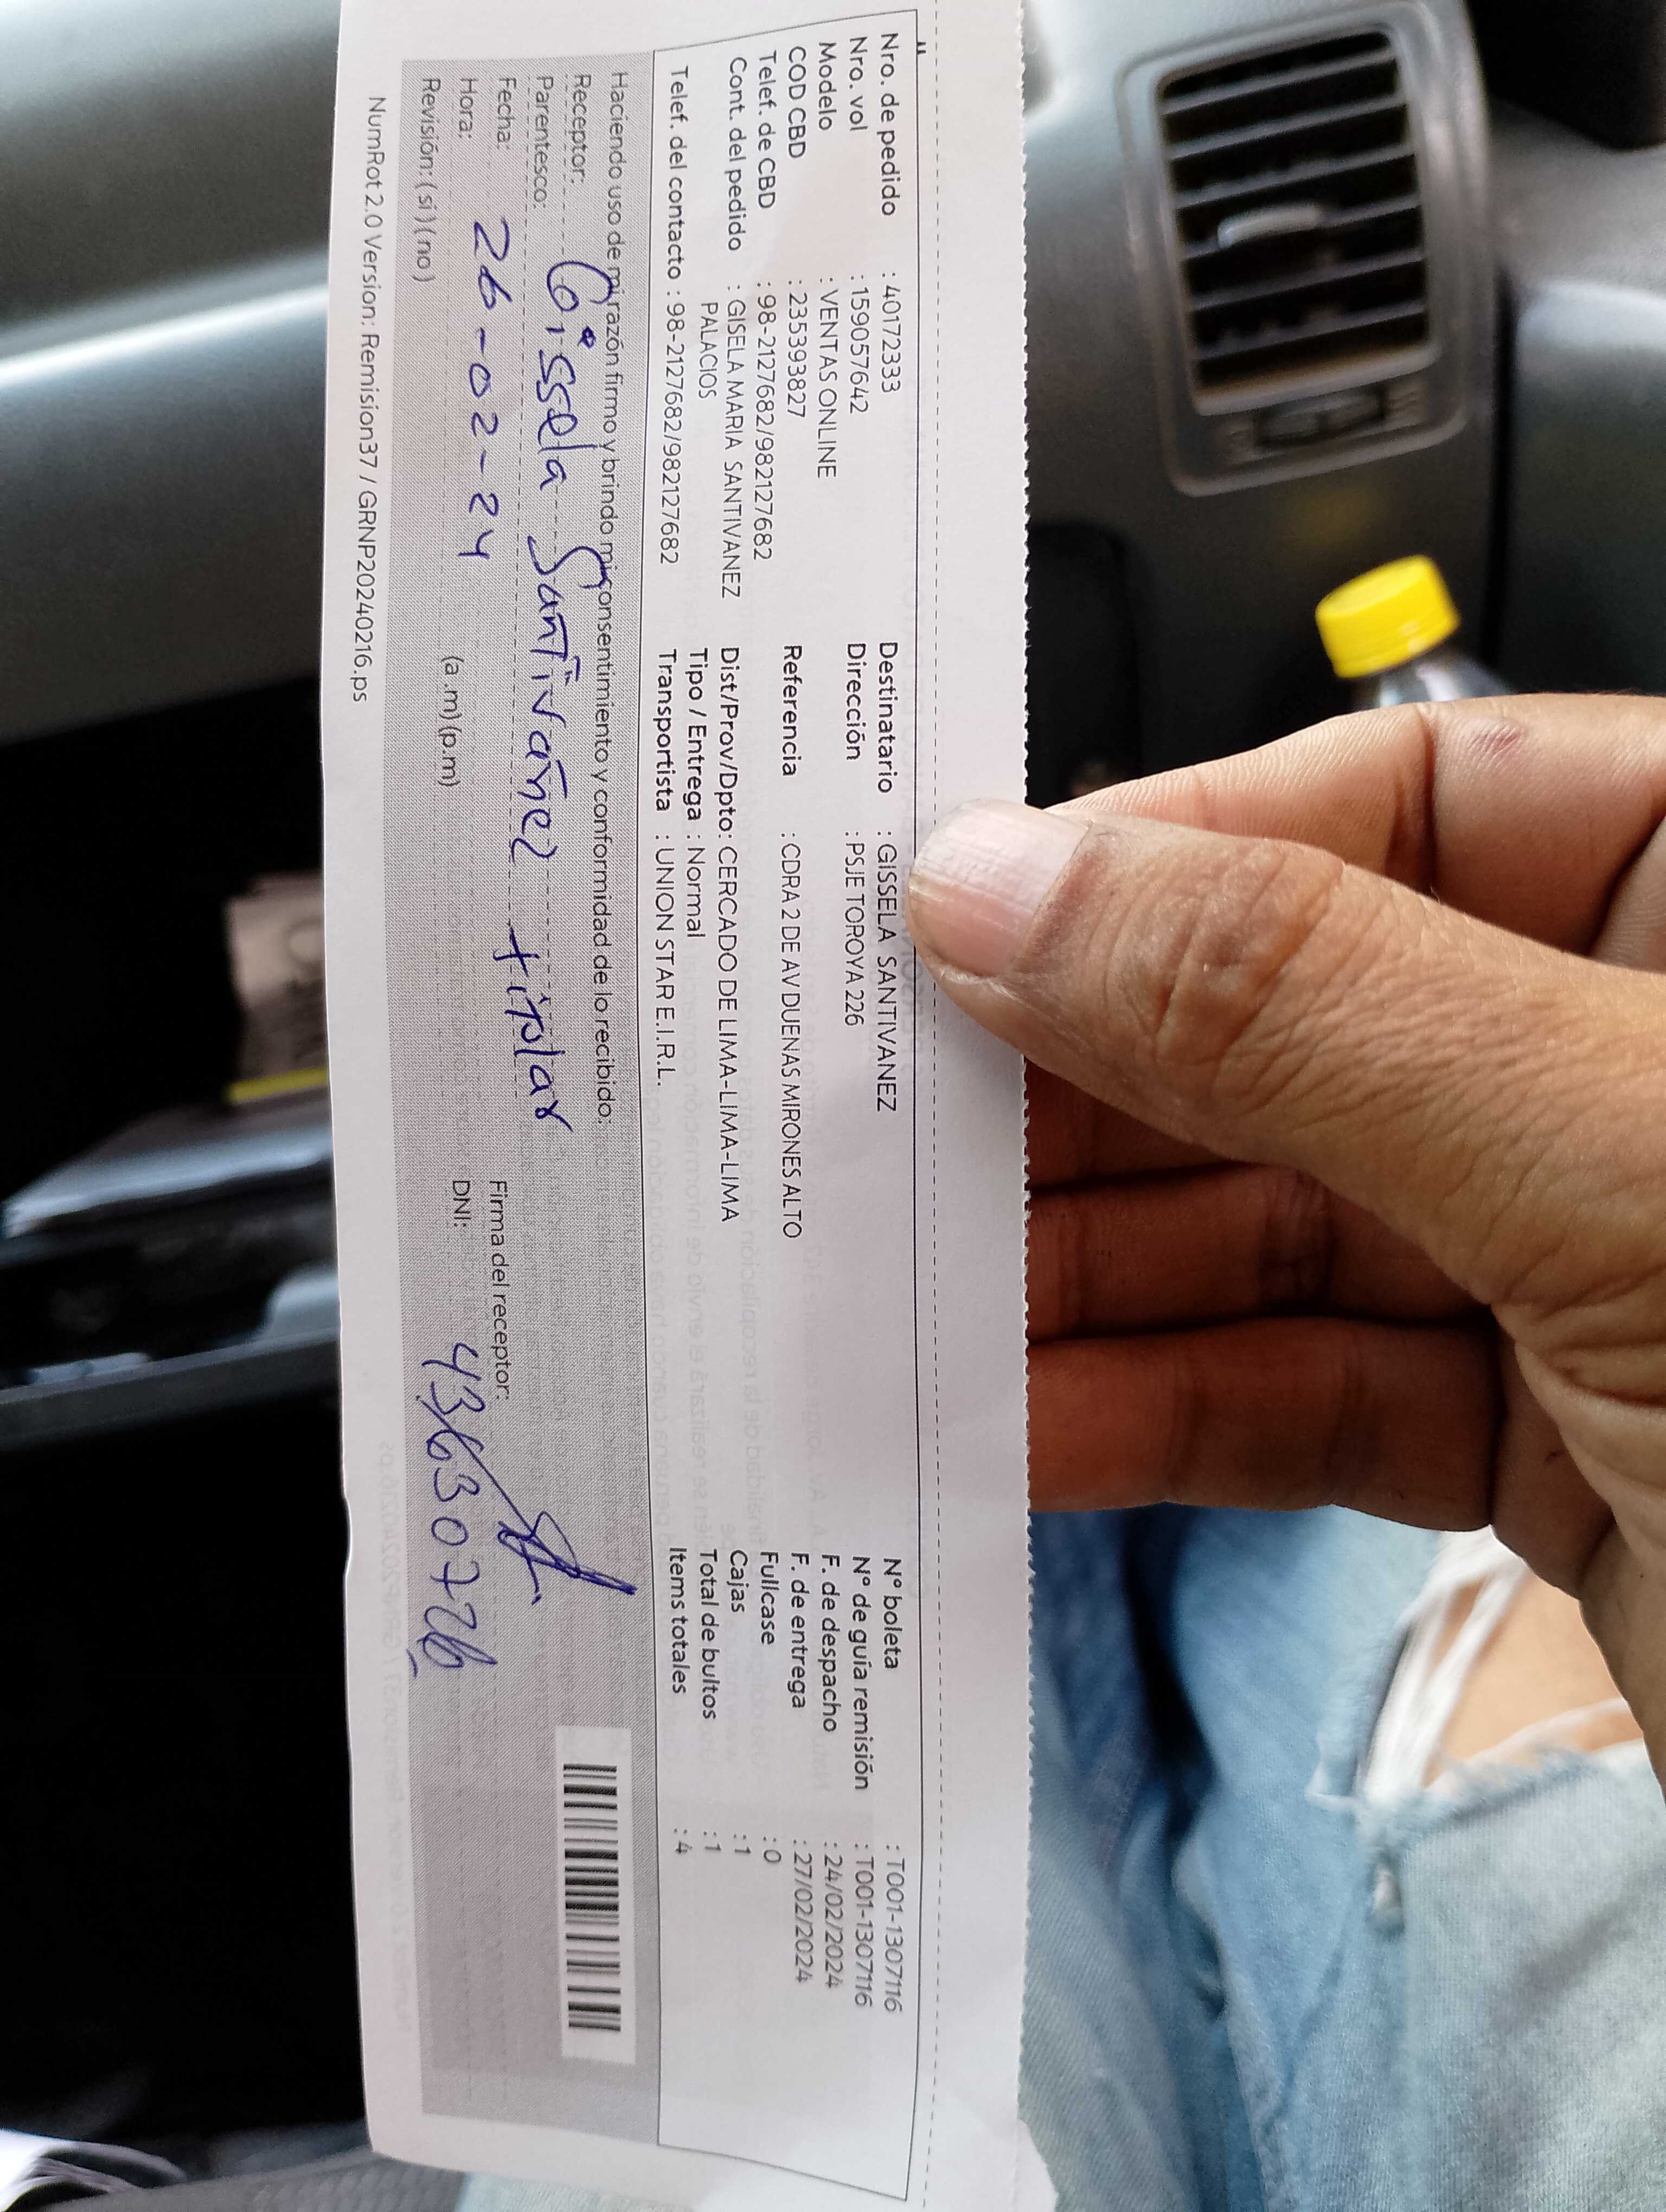 Nro. de pedido : 40172333
Nro. vol : 159057642
Modelo : VENTAS ONLINE
COD CBD : 235393827
Telef. de CBD : 98-2127682/982127682
Cont. del pedido : GISELA MARIA SANTIVANEZ
PALACIOS
Telef. del contacto : 98-2127682/982127682
Destinatario : GISSELA SANTIVANEZ
Dirección : PSJE TOROYA 226
Referencia : CDRA 2 DE AV DUENAS MIRONES ALTO
Dist/Prov/Dpto: CERCADO DE LIMA-LIMA-LIMA
Tipo / Entrega : Normal
Transportista : UNION STAR E.I.R.L.
N° boleta : T001-1307116
N° de guía remisión : T001-1307116
F. de despacho : 24/02/2024
F. de entrega : 27/02/2024
Fullcase : 0
Cajas : 1
Total de bultos : 1
Items totales : 4
Haciendo uso de mi razón firmo y brindo mi consentimiento y conformidad de lo recibido:
Receptor: Gissela Santivañez titular
Parentesco:
Fecha: 26-02-24
Hora: (a .m) (p.m)
Revisión: ( si ) ( no )
Firma del receptor:
DNI: 43630726
NumRot 2.0 Version: Remision37 / GRNP20240216.ps